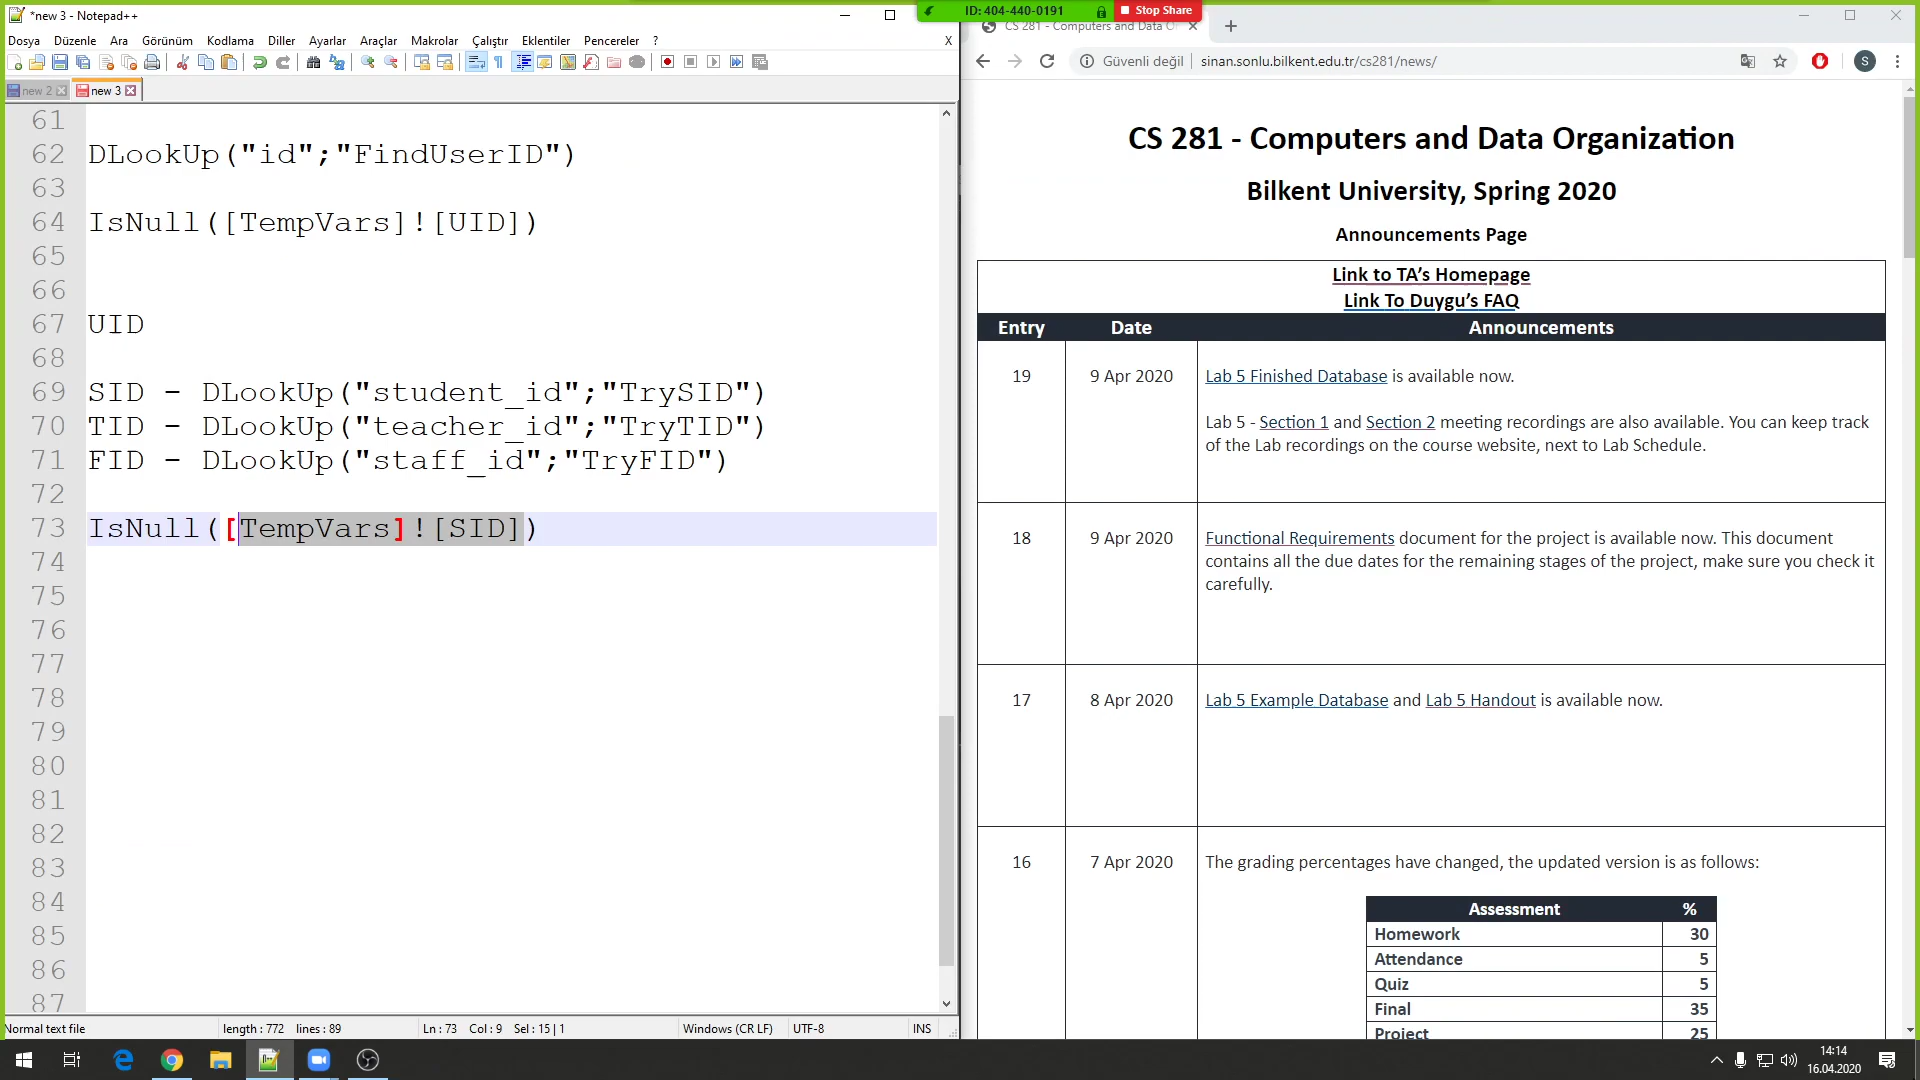 *new 3 - Notepad++
ID: 404-440-0191
Stop Share
Dosya Düzenle Ara Görünüm Kodlama Diller Ayarlar Araçlar Makrolar Çalıştır Eklentiler Pencereler ? X
new 2 new 3
61
62 DLookUp("id";"FindUserID")
63
64 IsNull([TempVars]![UID])
65
66
67 UID
68
69 SID - DLookUp("student_id";"TrySID")
70 TID - DLookUp("teacher_id";"TryTID")
71 FID - DLookUp("staff_id";"TryFID")
72
73 IsNull([TempVars]![SID])
74
75
76
77
78
79
80
81
82
83
84
85
86
87
Normal text file length : 772 lines : 89 Ln : 73 Col : 9 Sel : 15 | 1 Windows (CR LF) UTF-8 INS
CS 281 - Computers and Data Or
Güvenli değil sinan.sonlu.bilkent.edu.tr/cs281/news/
S
CS 281 - Computers and Data Organization
Bilkent University, Spring 2020
Announcements Page
Link to TA's Homepage
Link To Duygu's FAQ
Entry Date Announcements
19 9 Apr 2020 Lab 5 Finished Database is available now.
Lab 5 - Section 1 and Section 2 meeting recordings are also available. You can keep track
of the Lab recordings on the course website, next to Lab Schedule.
18 9 Apr 2020 Functional Requirements document for the project is available now. This document
contains all the due dates for the remaining stages of the project, make sure you check it
carefully.
17 8 Apr 2020 Lab 5 Example Database and Lab 5 Handout is available now.
16 7 Apr 2020 The grading percentages have changed, the updated version is as follows:
Assessment %
Homework 30
Attendance 5
Quiz 5
Final 35
Project 25
14:14
16.04.2020